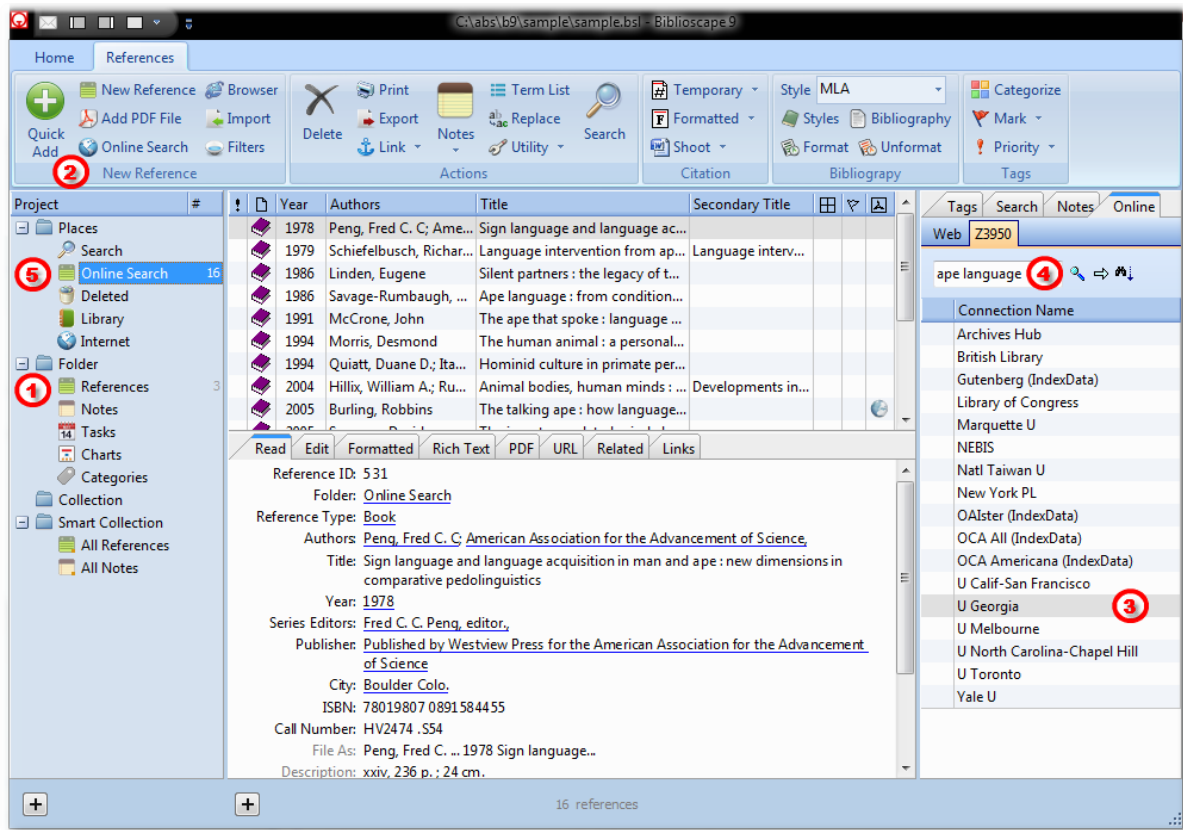 C:\abs\b9\sample\sample.bsl - Biblioscape 9
Home References
Quick Add
New Reference
Browser
Add PDF File
Import
Online Search
Filters
2
New Reference
Delete
Print
Export
Link
Notes
Term List
Replace
Utility
Search
Actions
Temporary
Formatted
Shoot
Citation
Style MLA
Styles
Bibliography
Format
Unformat
Bibliograpy
Categorize
Mark
Priority
Tags
Project #
Places
Search
5 Online Search 16
Deleted
Library
Internet
Folder
1 References 3
Notes
14 Tasks
Charts
Categories
Collection
Smart Collection
All References
All Notes
! Year Authors Title Secondary Title
1978 Peng, Fred C. C; Ame... Sign language and language ac...
1979 Schiefelbusch, Richar... Language intervention from ap... Language interv...
1986 Linden, Eugene Silent partners : the legacy of t...
1986 Savage-Rumbaugh, ... Ape language : from condition...
1991 McCrone, John The ape that spoke : language ...
1994 Morris, Desmond The human animal : a personal...
1994 Quiatt, Duane D.; Ita... Hominid culture in primate per...
2004 Hillix, William A.; Ru... Animal bodies, human minds : ... Developments in...
2005 Burling, Robbins The talking ape : how language...
Read Edit Formatted Rich Text PDF URL Related Links
Reference ID: 531
Folder: Online Search
Reference Type: Book
Authors: Peng, Fred C. C; American Association for the Advancement of Science,
Title: Sign language and language acquisition in man and ape : new dimensions in
comparative pedolinguistics
Year: 1978
Series Editors: Fred C. C. Peng, editor.,
Publisher: Published by Westview Press for the American Association for the Advancement
of Science
City: Boulder Colo.
ISBN: 78019807 0891584455
Call Number: HV2474 .S54
File As: Peng, Fred C. ... 1978 Sign language...
Description: xxiv, 236 p. ; 24 cm.
Tags Search Notes Online
Web Z3950
ape language 4
Connection Name
Archives Hub
British Library
Gutenberg (IndexData)
Library of Congress
Marquette U
NEBIS
Natl Taiwan U
New York PL
OAIster (IndexData)
OCA All (IndexData)
OCA Americana (IndexData)
U Calif-San Francisco
U Georgia 3
U Melbourne
U North Carolina-Chapel Hill
U Toronto
Yale U
16 references